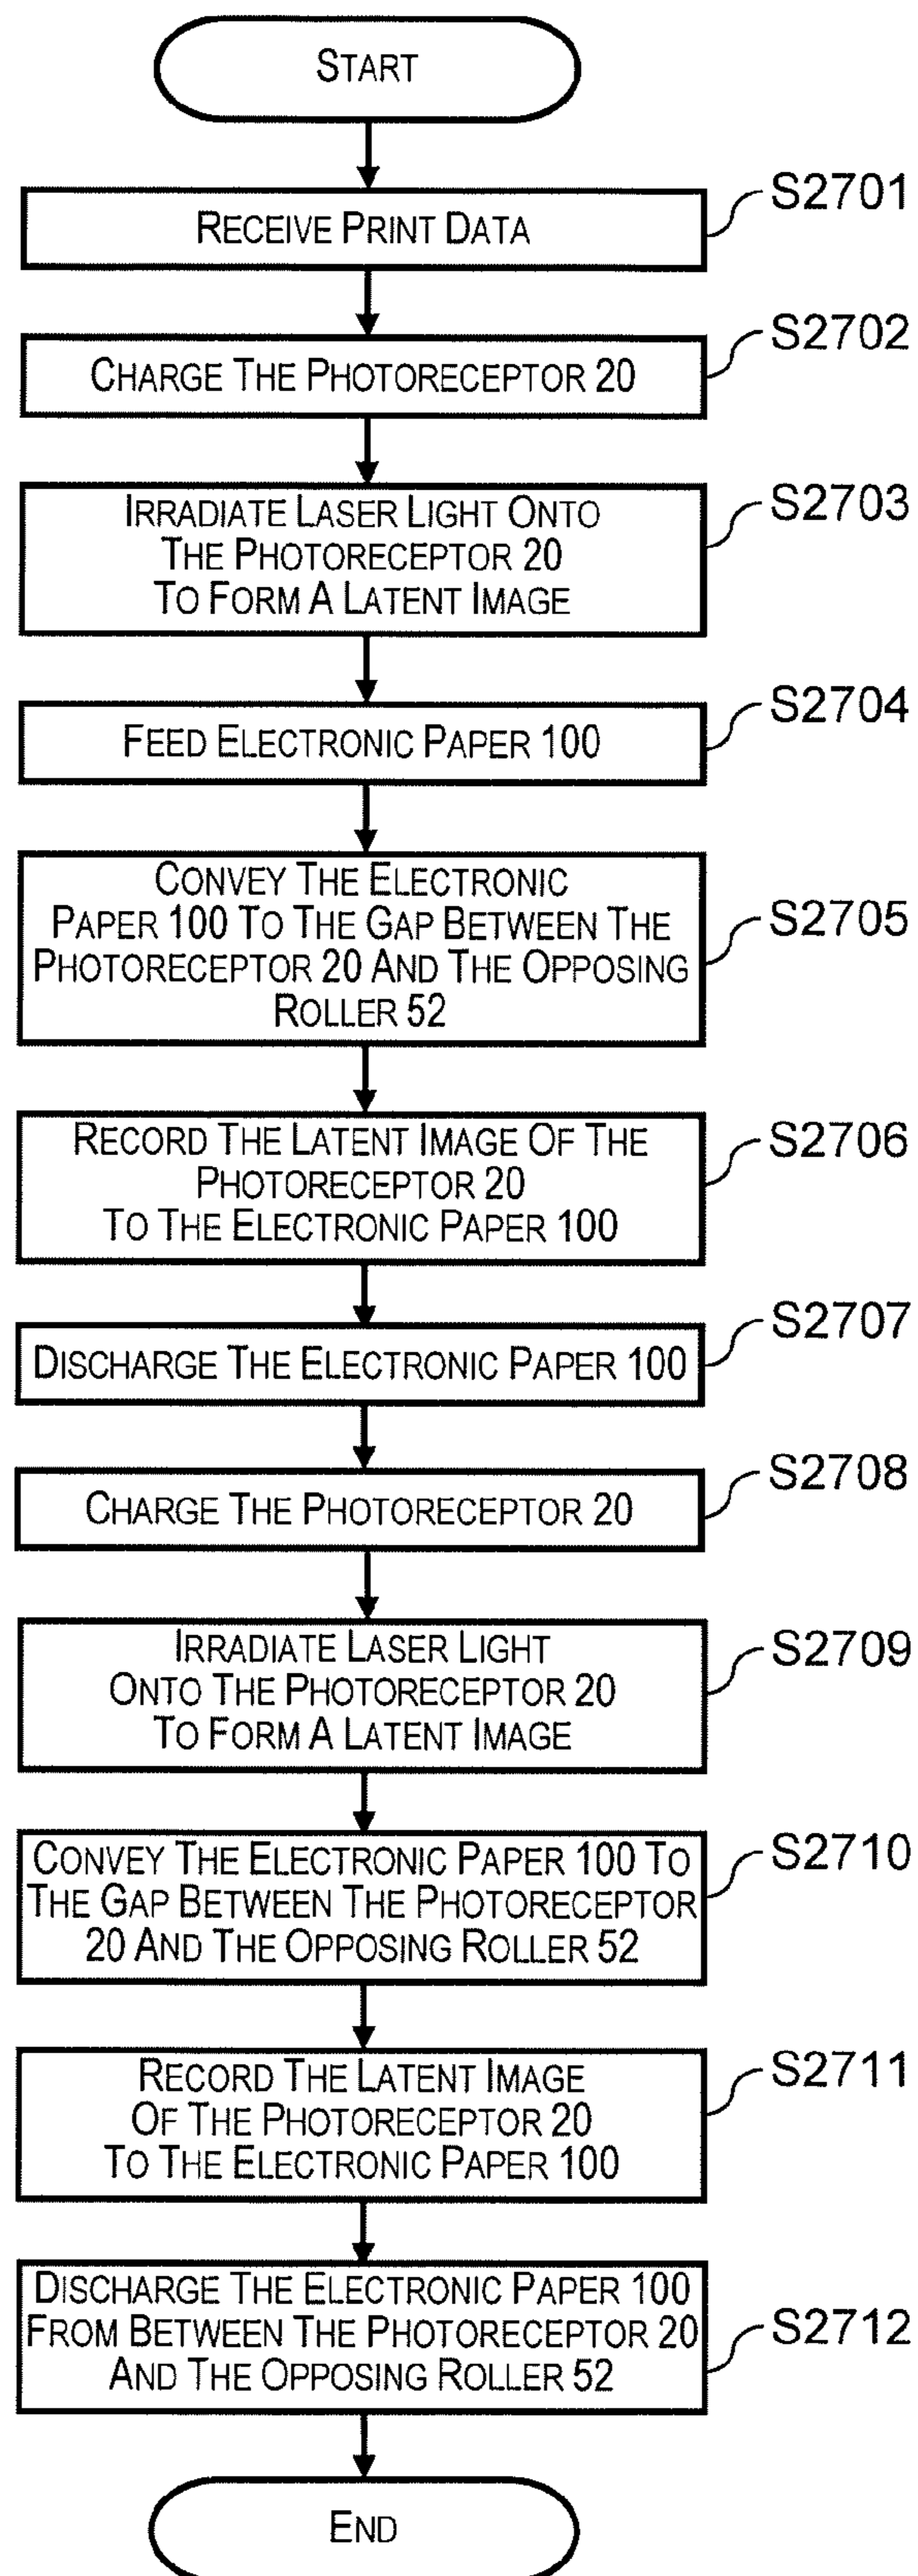 START
RECEIVE PRINT DATA
S2701
CHARGE THE PHOTORECEPTOR 20
S2702
IRRADIATE LASER LIGHT ONTO
THE PHOTORECEPTOR 20
TO FORM A LATENT IMAGE
S2703
FEED ELECTRONIC PAPER 100
S2704
CONVEY THE ELECTRONIC
PAPER 100 TO THE GAP BETWEEN THE
PHOTORECEPTOR 20 AND THE OPPOSING
ROLLER 52
S2705
RECORD THE LATENT IMAGE OF THE
PHOTORECEPTOR 20
TO THE ELECTRONIC PAPER 100
S2706
DISCHARGE THE ELECTRONIC PAPER 100
S2707
CHARGE THE PHOTORECEPTOR 20
S2708
IRRADIATE LASER LIGHT
ONTO THE PHOTORECEPTOR 20
TO FORM A LATENT IMAGE
S2709
CONVEY THE ELECTRONIC PAPER 100 TO
THE GAP BETWEEN THE PHOTORECEPTOR
20 AND THE OPPOSING ROLLER 52
S2710
RECORD THE LATENT IMAGE
OF THE PHOTORECEPTOR 20
TO THE ELECTRONIC PAPER 100
S2711
DISCHARGE THE ELECTRONIC PAPER 100
FROM BETWEEN THE PHOTORECEPTOR 20
AND THE OPPOSING ROLLER 52
S2712
END